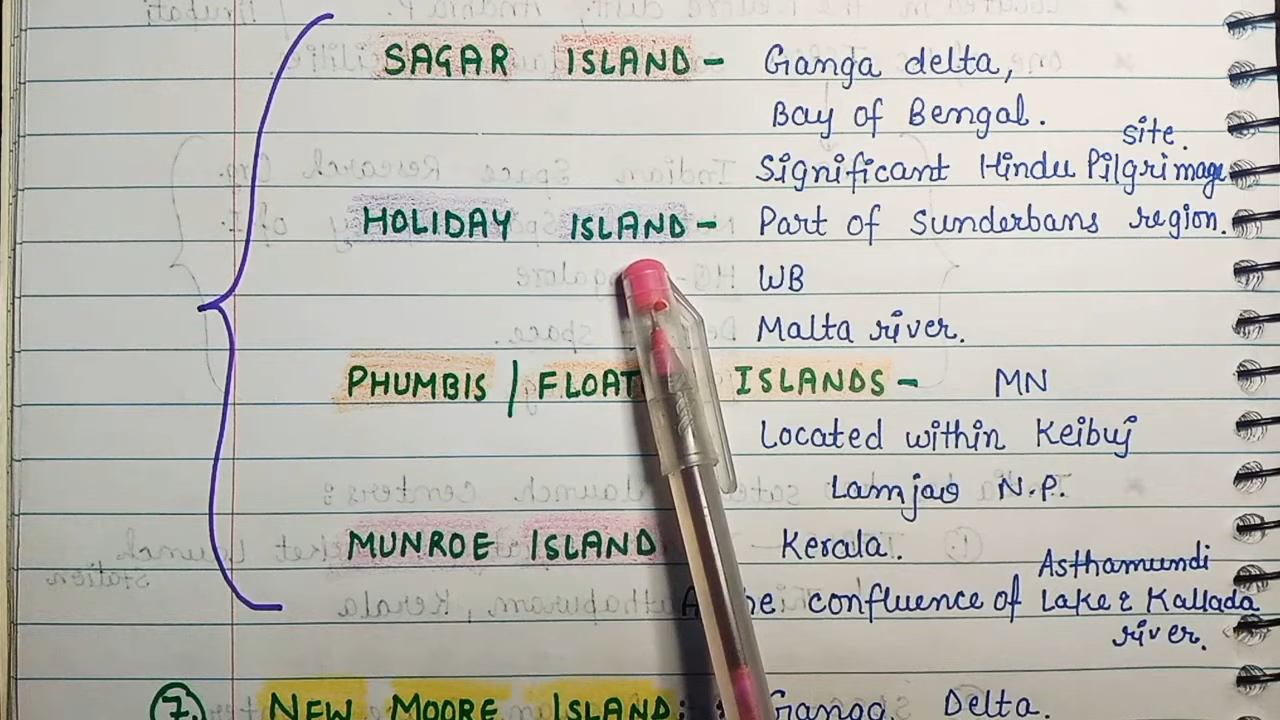 SAGAR ISLAND - Ganga delta,
Bay of Bengal.
Significant Hindu Pilgrimage site.
HOLIDAY ISLAND - Part of Sunderbans region.
WB
Malta river.
PHUMBIS / FLOAT ISLANDS - MN
Located within Keibuj
Lamjao N.P.
MUNROE ISLAND Kerala.
he confluence of Asthamundi
Lake & Kallada
river.
7. NEW MOORE ISLAND: Ganga Delta.